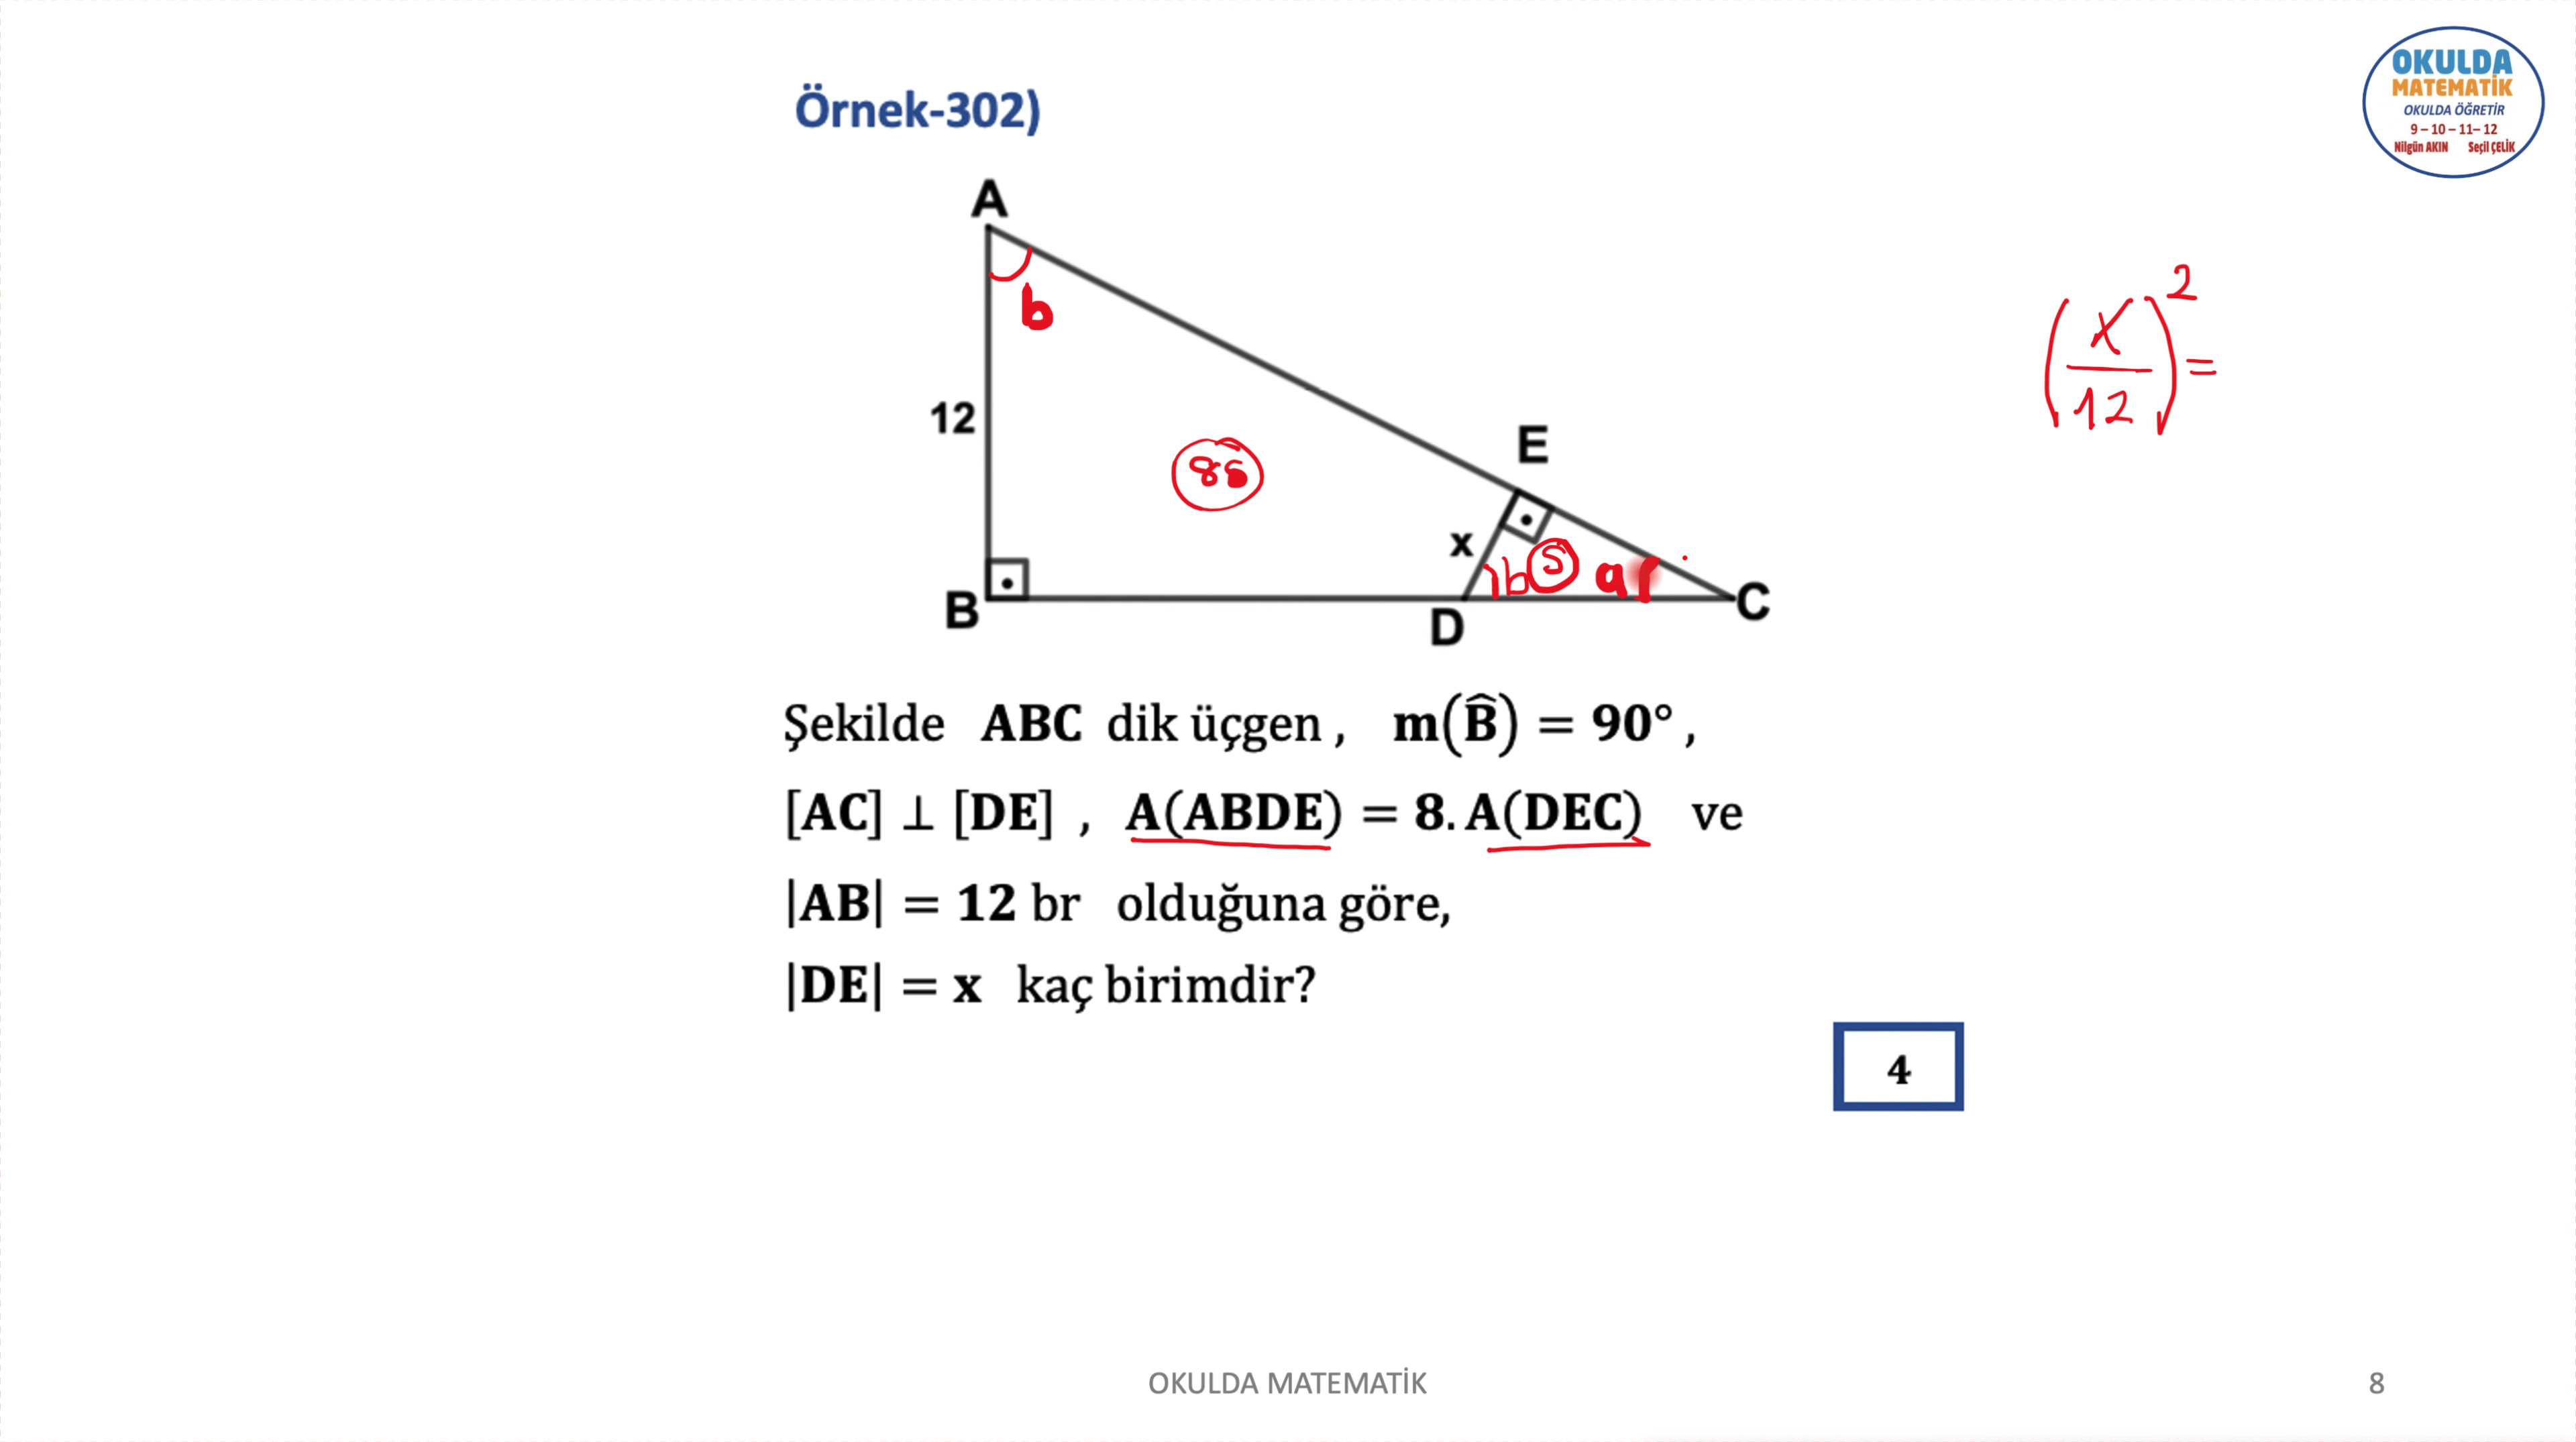 OKULDA
MATEMATİK
OKULDA ÖĞRETİR
9 – 10 – 11– 12
Nilgün AKIN Seçil ÇELİK
Örnek-302)
A
b
12
8S
E
x
b S a
B
D
C
(x/12)² =
Şekilde ABC dik üçgen , m(B̂) = 90° ,
[AC] ⊥ [DE] , A(ABDE) = 8. A(DEC) ve
|AB| = 12 br olduğuna göre,
|DE| = x kaç birimdir?
4
OKULDA MATEMATİK
8